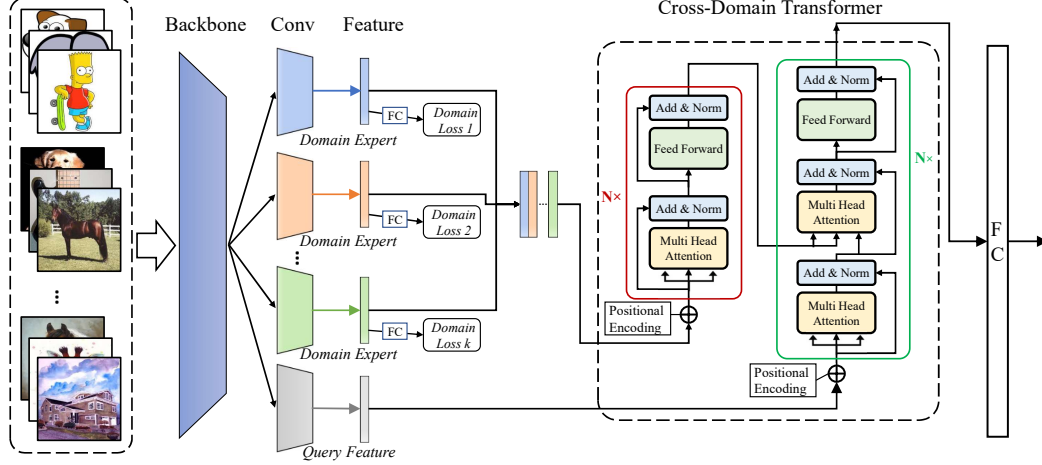 Cross-Domain Transformer
Backbone
Conv
Feature
FC
Domain
Loss 1
Domain Expert
FC
Domain
Loss 2
Domain Expert
FC
Domain
Loss k
Domain Expert
Query Feature
N×
Add & Norm
Feed Forward
Add & Norm
Multi Head
Attention
Positional
Encoding
N×
Add & Norm
Feed Forward
Add & Norm
Multi Head
Attention
Add & Norm
Multi Head
Attention
Positional
Encoding
F
C